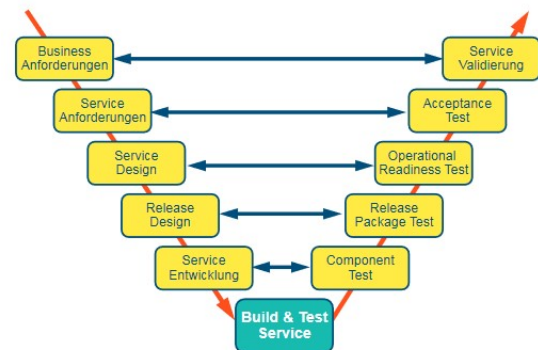 Business
Anforderungen
Service
Validierung
Service
Anforderungen
Acceptance
Test
Service
Design
Operational
Readiness Test
Release
Design
Release
Package Test
Service
Entwicklung
Component
Test
Build & Test
Service